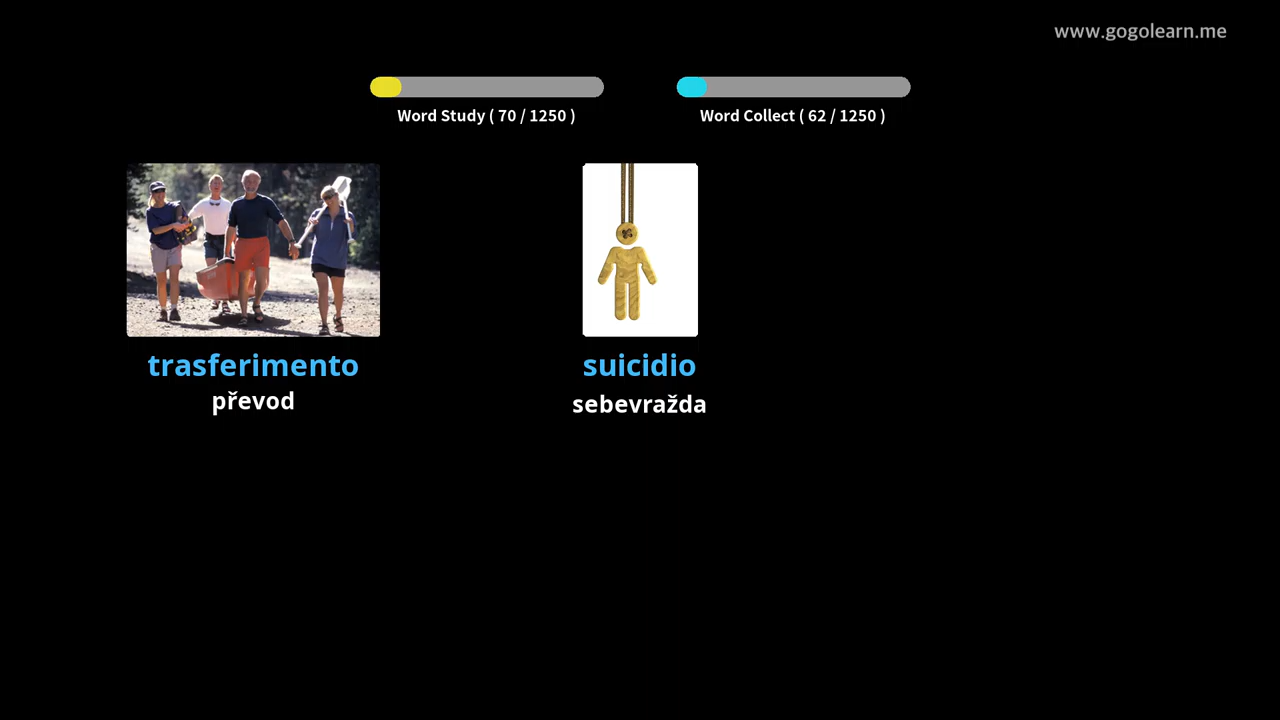 www.gogolearn.me
Word Study ( 70 / 1250 )
Word Collect ( 62 / 1250 )
trasferimento
převod
suicidio
sebevražda